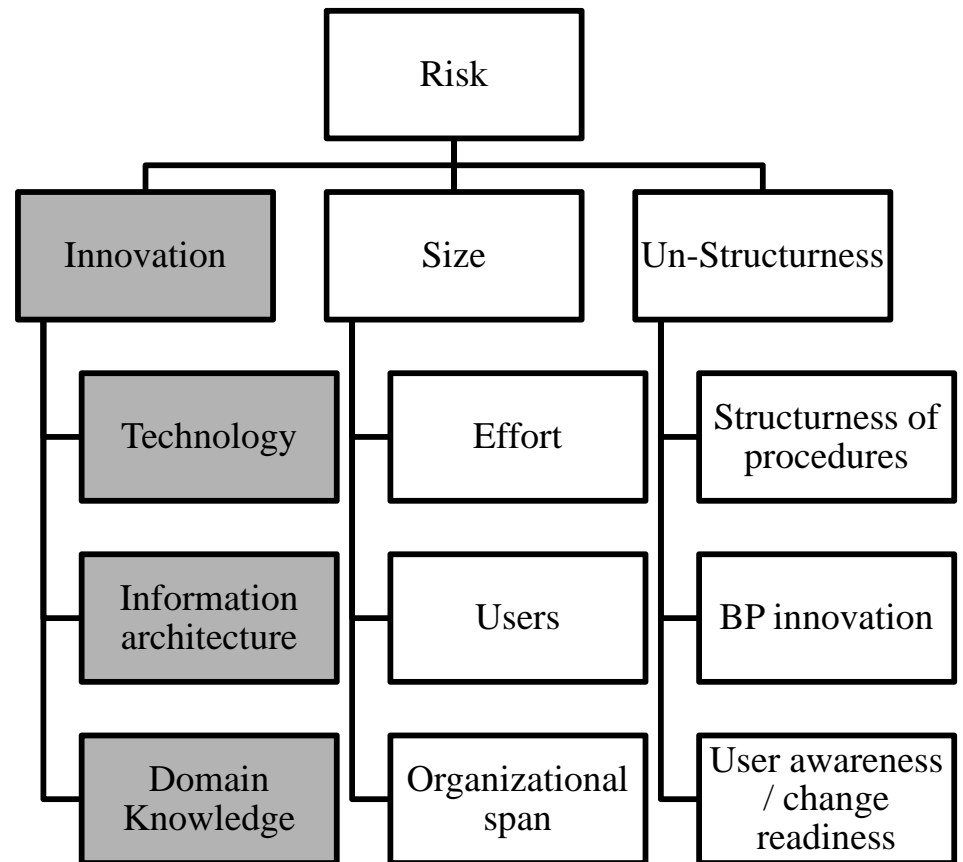 Risk
Innovation
Size
Un-Structurness
Technology
Effort
Structurness of
procedures
Information
architecture
Users
BP innovation
Domain
Knowledge
Organizational
span
User awareness
/ change
readiness